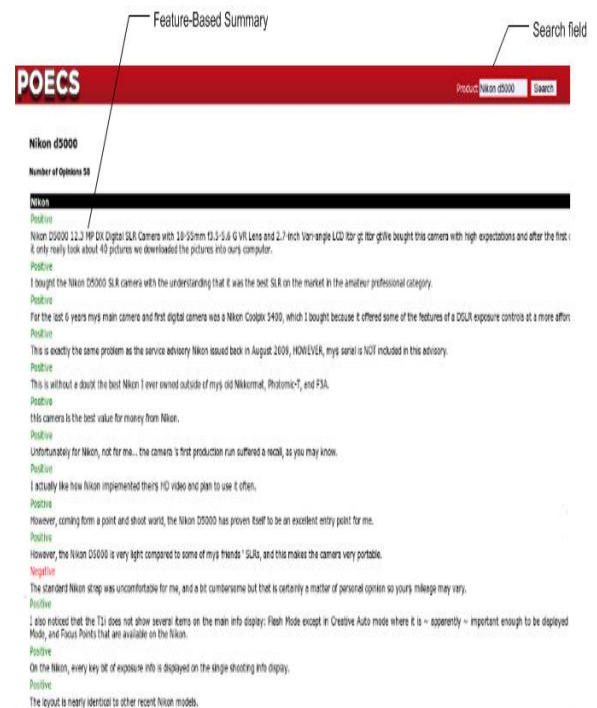 Feature-Based Summary
Search field
POECS
Product Nikon d5000 Search
Nikon d5000
Number of Opinions 58
Nikon
Positive
Nikon D5000 12.3 MP DX Digital SLR Camera with 18-55mm f3.5-5.6 G VR Lens and 2.7-inch Vari-angle LCD ltbr gt ltbr gtWe bought this camera with high expectations and after the first
it only really took about 40 pictures we downloaded the pictures into ours computer.
Positive
I bought the Nikon D5000 SLR camera with the understanding that it was the best SLR on the market in the amateur professional category.
Positive
For the last 6 years mys main camera and first digital camera was a Nikon Coolpix 5400, which I bought because it offered some of the features of a DSLR exposure controls at a more
Positive
This is exactly the same problem as the service advisory Nikon issued back in August 2009, HOWEVER, mys serial is NOT included in this advisory.
Positive
This is without a doubt the best Nikon I ever owned outside of mys old Nikkormat, Photomic-T, and F3A.
Positive
this camera is the best value for money from Nikon.
Positive
Unfortunately for Nikon, not for me... the camera 's first production run suffered a recall, as you may know.
Positive
I actually like how Nikon implemented theirs HD video and plan to use it often.
Positive
However, coming form a point and shoot world, the Nikon D5000 has proven itself to be an excellent entry point for me.
Positive
However, the Nikon D5000 is very light compared to some of mys friends ' SLRs, and this makes the camera very portable.
Negative
The standard Nikon strap was uncomfortable for me, and a bit cumbersome but that is certainly a matter of personal opinion so yours mileage may vary.
Positive
I also noticed that the T1i does not show several items on the main info display: Flash Mode except in Creative Auto mode where it is ~ apparently ~ important enough to be displayed
Mode, and Focus Points that are available on the Nikon.
Positive
On the Nikon, every key bit of exposure info is displayed on the single shooting info display.
Positive
The layout is nearly identical to other recent Nikon models.